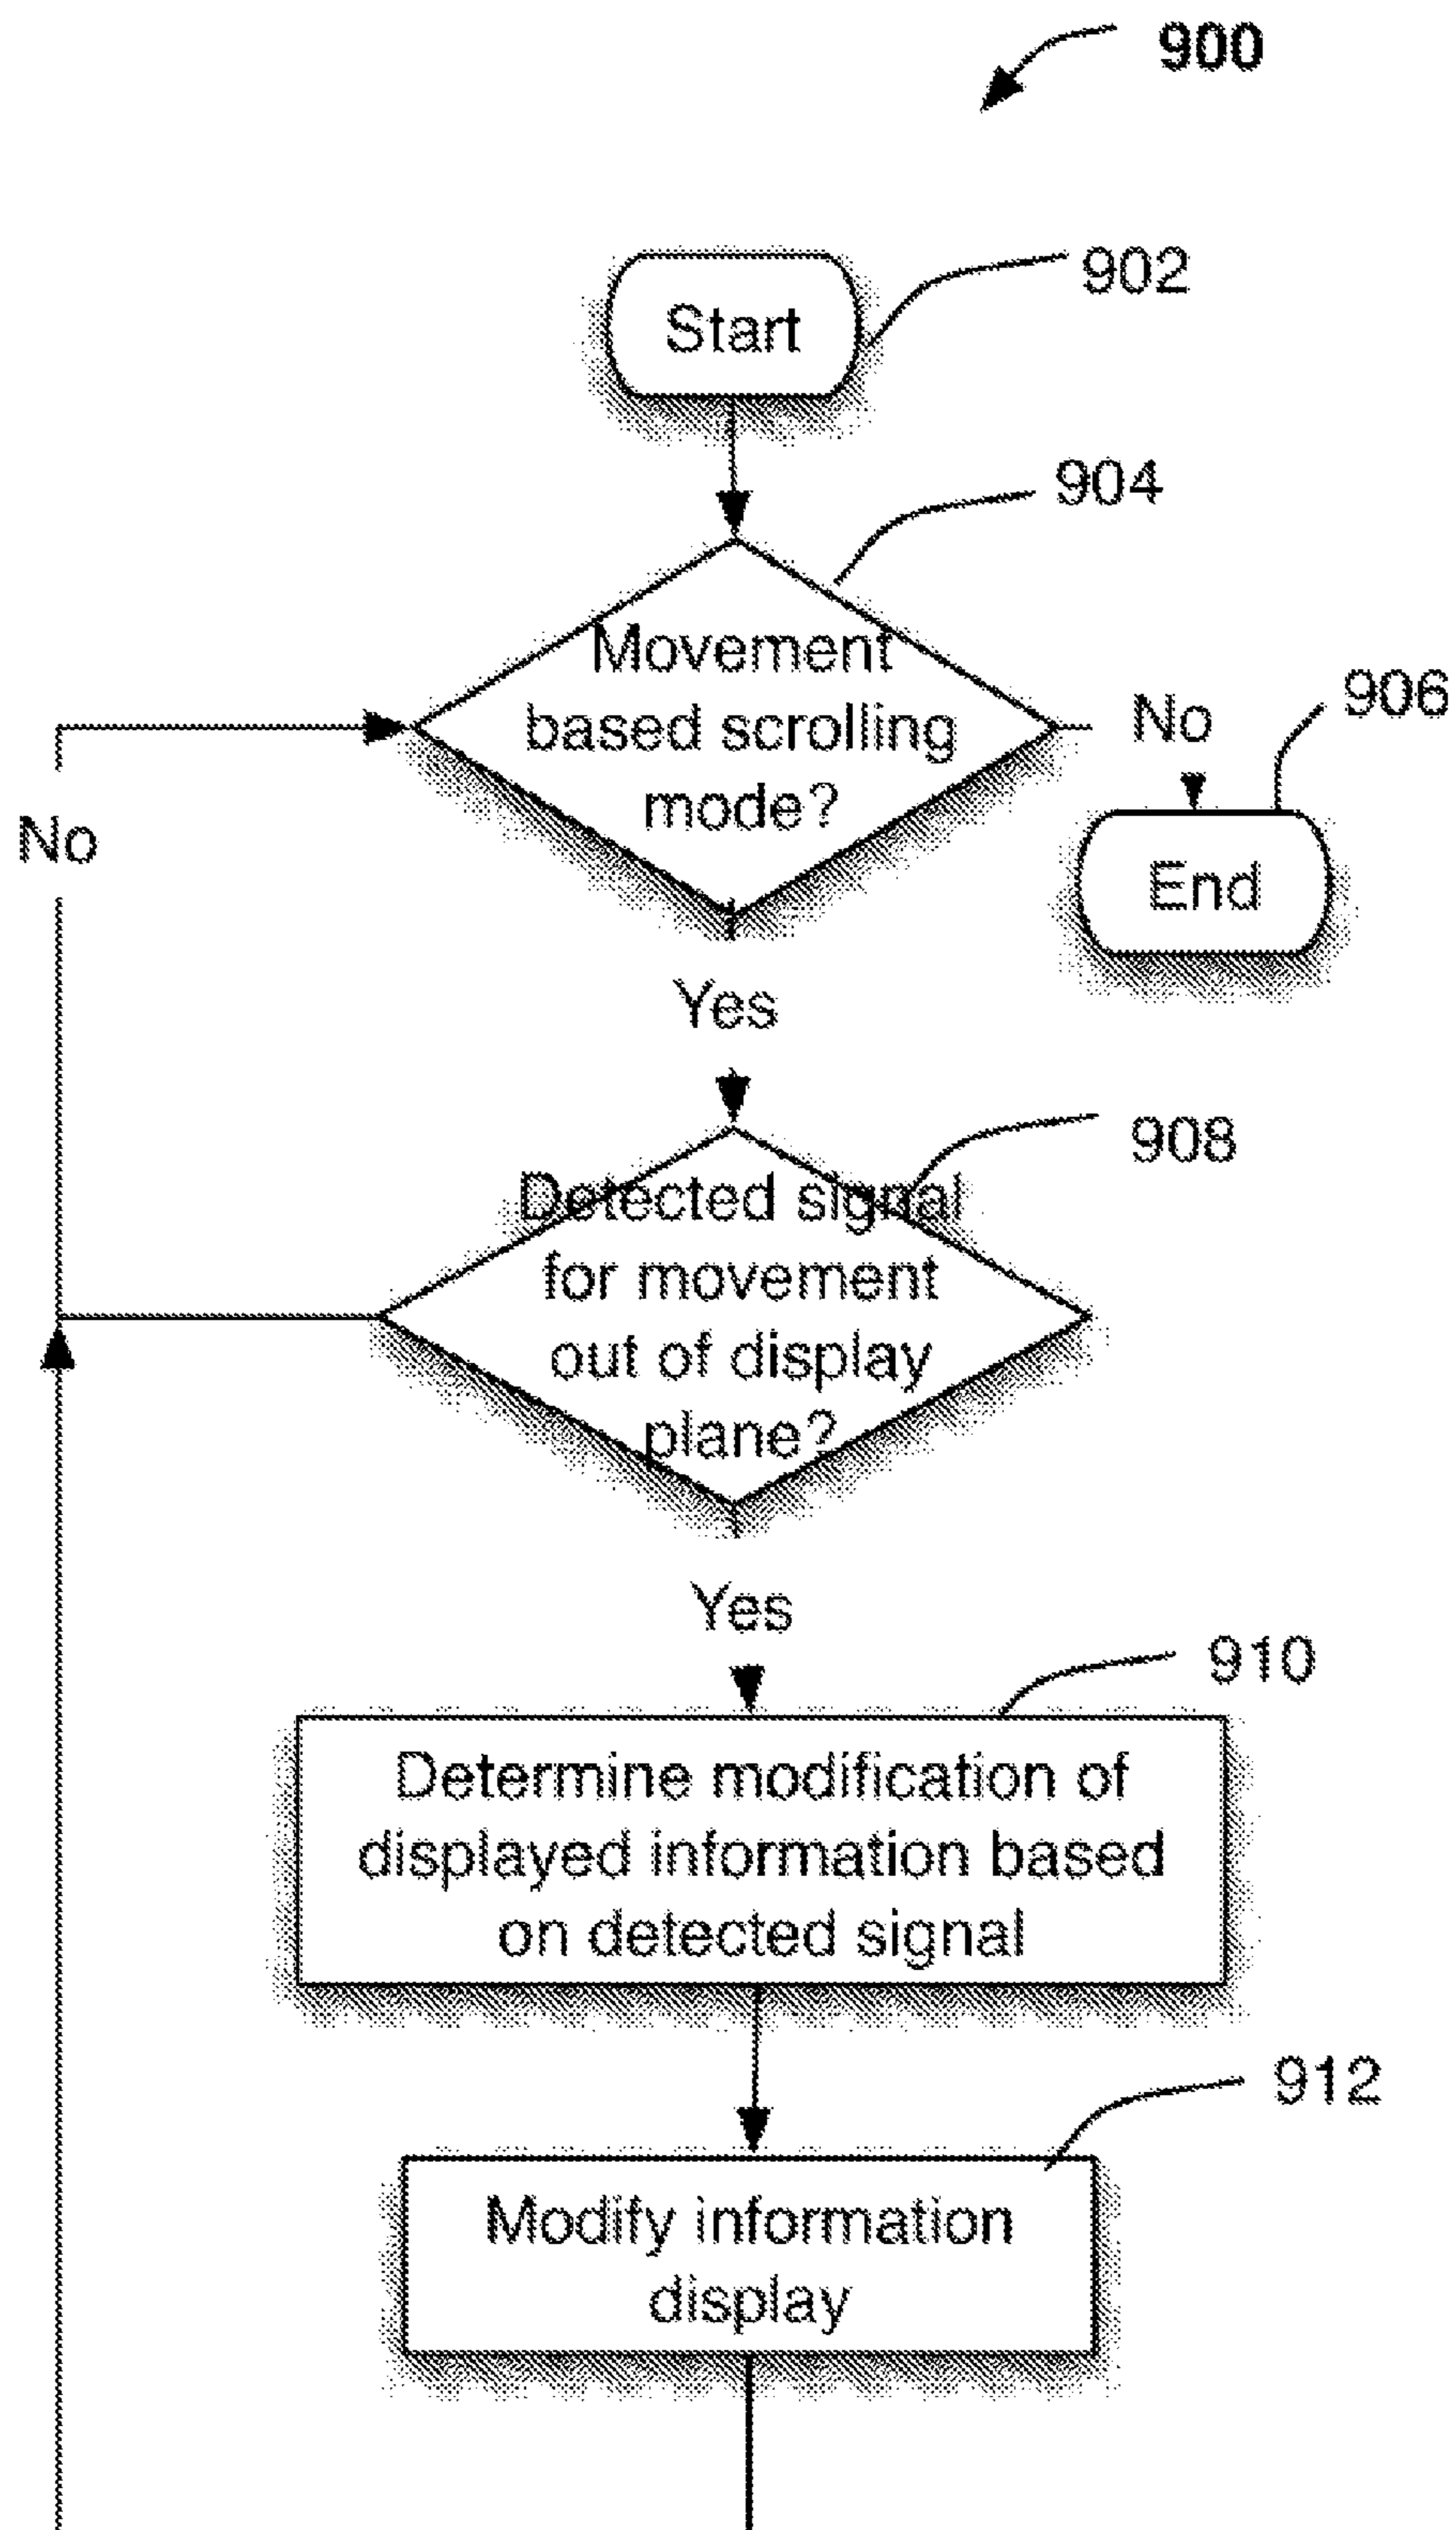 900
902
Start
904
Movement
based scrolling
mode?
No
906
End
No
Yes
908
Detected signal
for movement
out of display
plane?
Yes
910
Determine modification of
displayed information based
on detected signal
912
Modify information
display